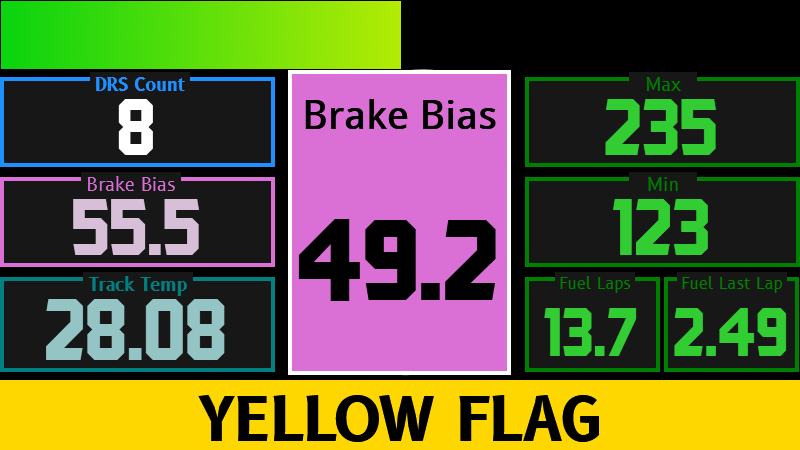 DRS Count
8
Brake Bias
55.5
Track Temp
28.08
Brake Bias
49.2
Max
235
Min
123
Fuel Laps
13.7
Fuel Last Lap
2.49
YELLOW FLAG